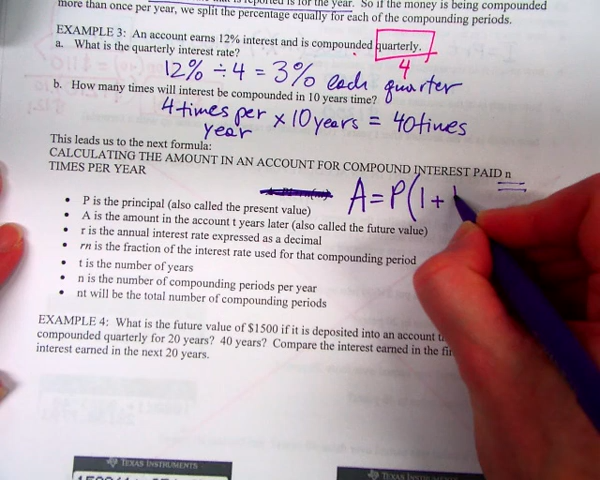 more than once per year, we split the percentage equally for each of the compounding periods.
EXAMPLE 3: An account earns 12% interest and is compounded quarterly.
a. What is the quarterly interest rate?
4
12% ÷ 4 = 3% each quarter
b. How many times will interest be compounded in 10 years time?
4 times per year × 10 years = 40 times
This leads us to the next formula:
CALCULATING THE AMOUNT IN AN ACCOUNT FOR COMPOUND INTEREST PAID n
TIMES PER YEAR
A=P(1+
• P is the principal (also called the present value)
• A is the amount in the account t years later (also called the future value)
• r is the annual interest rate expressed as a decimal
• rn is the fraction of the interest rate used for that compounding period
• t is the number of years
• n is the number of compounding periods per year
• nt will be the total number of compounding periods
EXAMPLE 4: What is the future value of $1500 if it is deposited into an account
compounded quarterly for 20 years? 40 years? Compare the interest earned in the
interest earned in the next 20 years.
TEXAS INSTRUMENTS
TEXAS